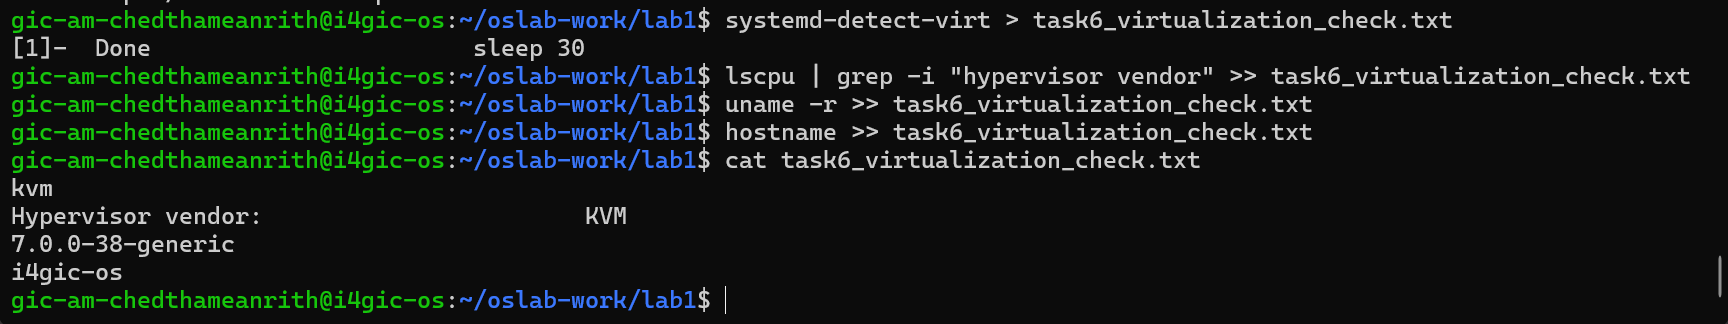 gic-am-chedthameanrith@i4gic-os:~/oslab-work/lab1$ systemd-detect-virt > task6_virtualization_check.txt
[1]-  Done                       sleep 30
gic-am-chedthameanrith@i4gic-os:~/oslab-work/lab1$ lscpu | grep -i "hypervisor vendor" >> task6_virtualization_check.txt
gic-am-chedthameanrith@i4gic-os:~/oslab-work/lab1$ uname -r >> task6_virtualization_check.txt
gic-am-chedthameanrith@i4gic-os:~/oslab-work/lab1$ hostname >> task6_virtualization_check.txt
gic-am-chedthameanrith@i4gic-os:~/oslab-work/lab1$ cat task6_virtualization_check.txt
kvm
Hypervisor vendor:                       KVM
7.0.0-38-generic
i4gic-os
gic-am-chedthameanrith@i4gic-os:~/oslab-work/lab1$